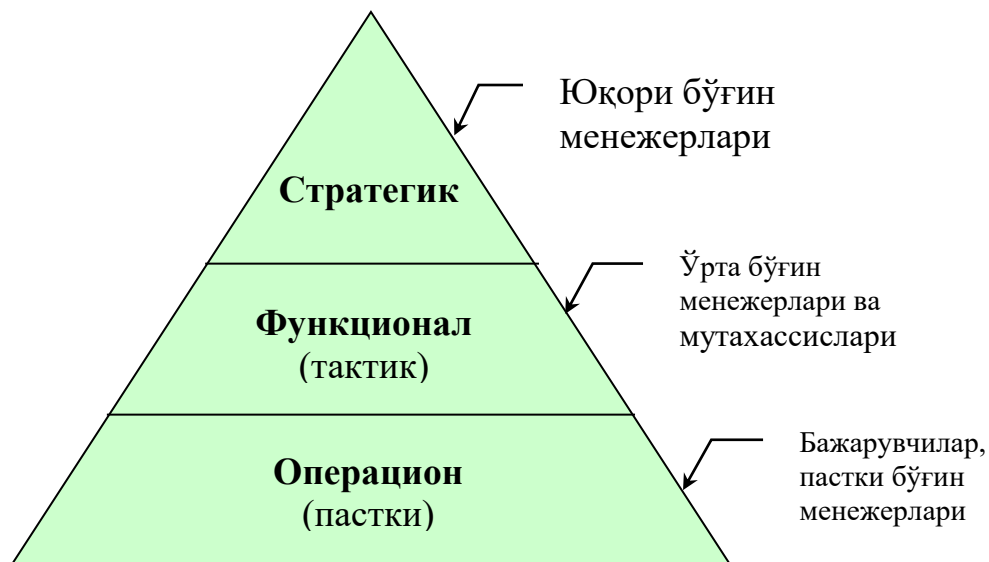 Юқори бўғин
менежерлари
Стратегик
Ўрта бўғин
менежерлари ва
мутахассислари
Функционал
(тактик)
Бажарувчилар,
пастки бўғин
менежерлари
Операцион
(пастки)